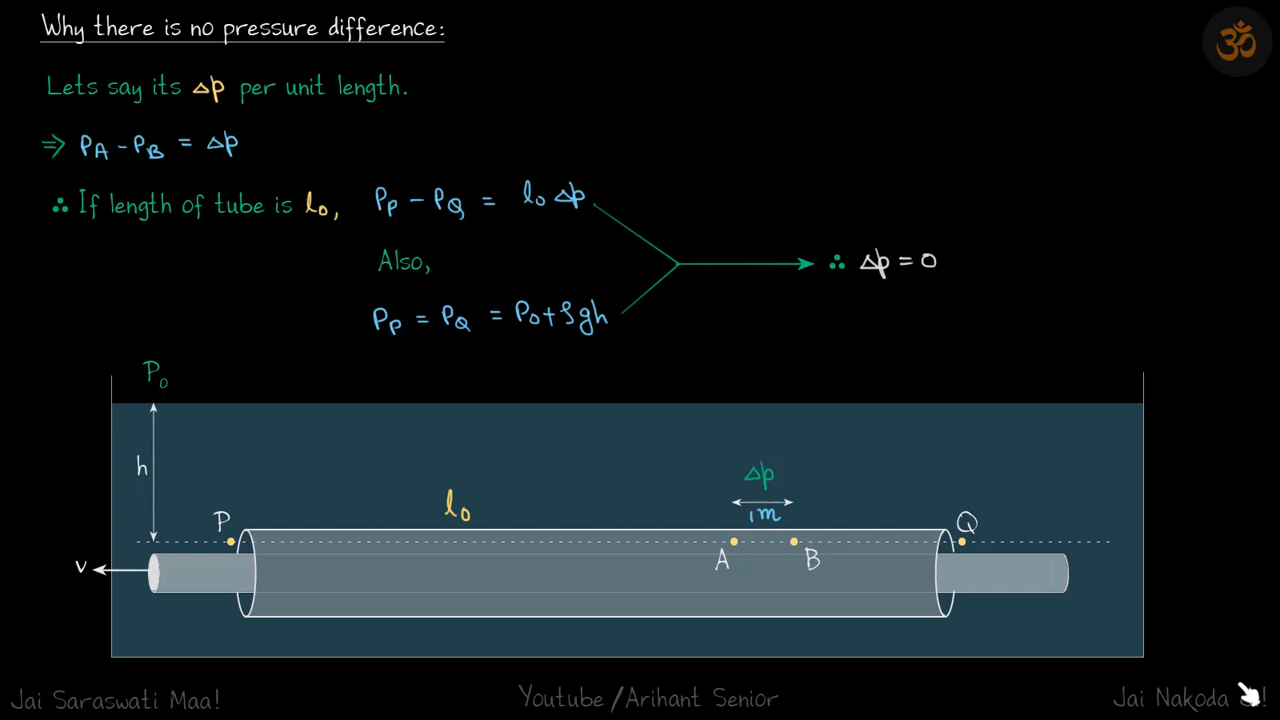 Why there is no pressure difference:
ॐ
Lets say its Δp per unit length.
⇒ PA - PB = Δp
∴ If length of tube is l0, PP - PQ = l0 Δp
Also,
∴ Δp = 0
PP = PQ = P0 + ρgh
P0
h
Δp
l0
1m
P
Q
A
B
v
Jai Saraswati Maa!
Youtube /Arihant Senior
Jai Nakoda